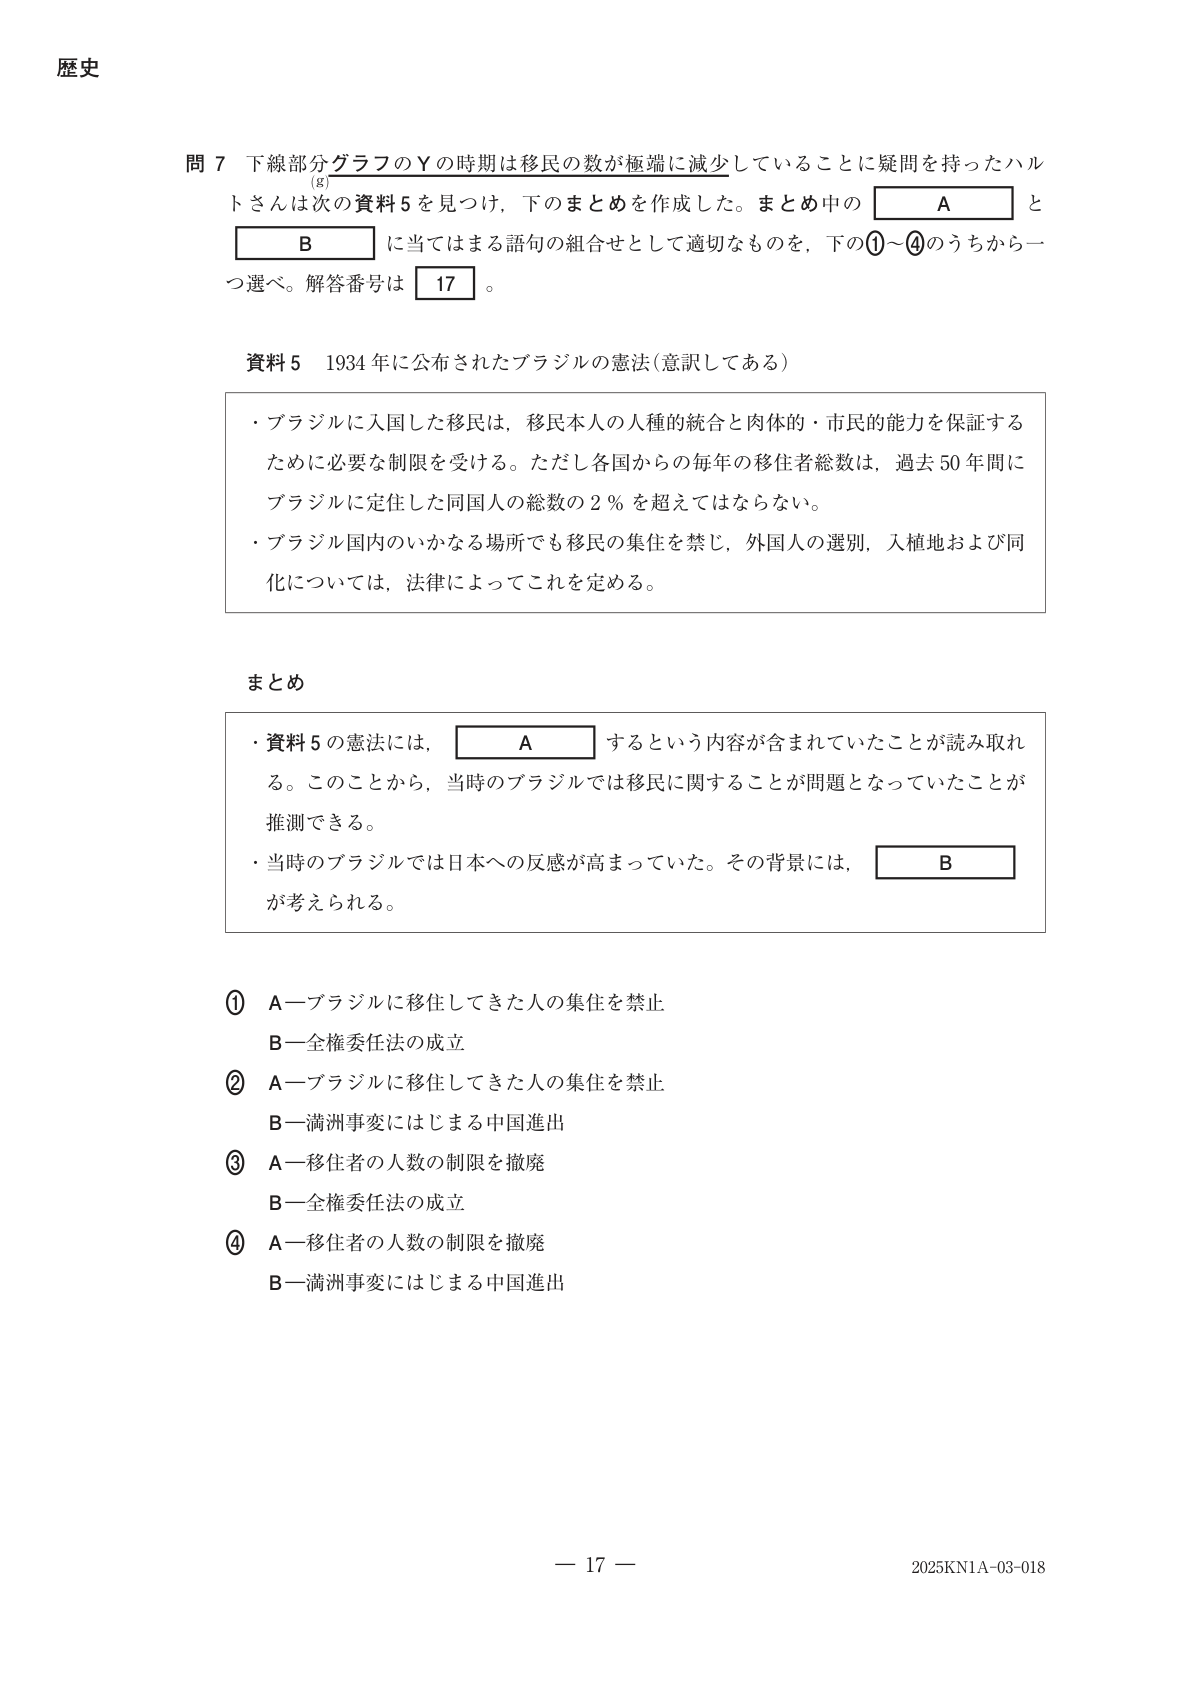 歴史
問 7 下線部分グラフのYの時期は移民の数が極端に減少していることに疑問を持ったハル
(g)
トさんは次の資料5を見つけ，下のまとめを作成した。まとめ中の A と
B に当てはまる語句の組合せとして適切なものを，下の①～④のうちから一
つ選べ。解答番号は 17 。
資料5 1934年に公布されたブラジルの憲法(意訳してある)
・ブラジルに入国した移民は，移民本人の人種的統合と肉体的・市民的能力を保証する
ために必要な制限を受ける。ただし各国からの毎年の移住者総数は，過去50年間に
ブラジルに定住した同国人の総数の2％を超えてはならない。
・ブラジル国内のいかなる場所でも移民の集住を禁じ，外国人の選別，入植地および同
化については，法律によってこれを定める。
まとめ
・資料5の憲法には， A するという内容が含まれていたことが読み取れ
る。このことから，当時のブラジルでは移民に関することが問題となっていたことが
推測できる。
・当時のブラジルでは日本への反感が高まっていた。その背景には， B
が考えられる。
① A―ブラジルに移住してきた人の集住を禁止
B―全権委任法の成立
② A―ブラジルに移住してきた人の集住を禁止
B―満洲事変にはじまる中国進出
③ A―移住者の人数の制限を撤廃
B―全権委任法の成立
④ A―移住者の人数の制限を撤廃
B―満洲事変にはじまる中国進出
― 17 ―
2025KN1A-03-018